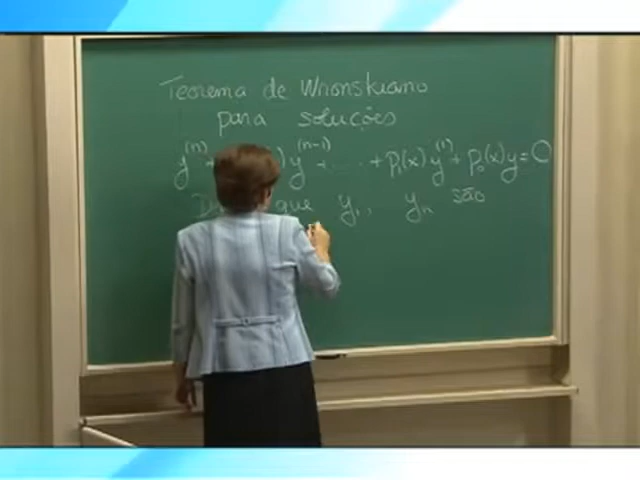 Teorema de Wronskiano
para soluções
y⁽ⁿ⁾ + )y⁽ⁿ⁻¹⁾ + ..... + p₁(x)y⁽¹⁾ + p₀(x)y = 0
que y₁, yₙ são